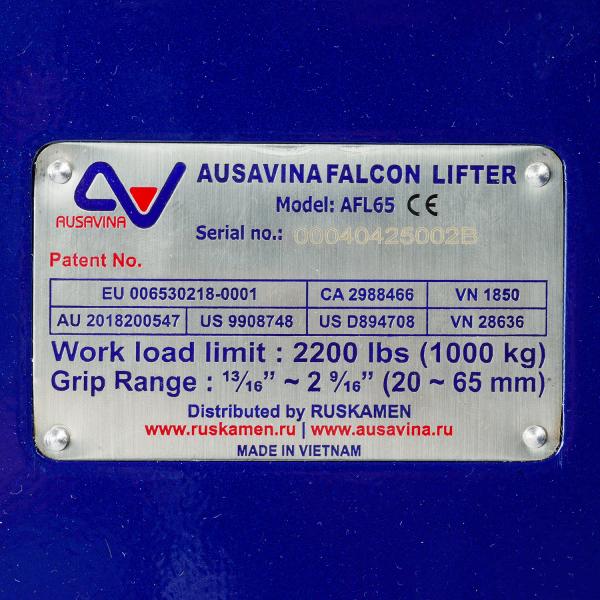 AUSAVINA
AUSAVINA FALCON LIFTER
Model: AFL65 CE
Serial no.: 00040425002B
Patent No.
EU 006530218-0001 CA 2988466 VN 1850
AU 2018200547 US 9908748 US D894708 VN 28636
Work load limit : 2200 lbs (1000 kg)
Grip Range : 13/16” ~ 2 9/16” (20 ~ 65 mm)
Distributed by RUSKAMEN
www.ruskamen.ru | www.ausavina.ru
MADE IN VIETNAM